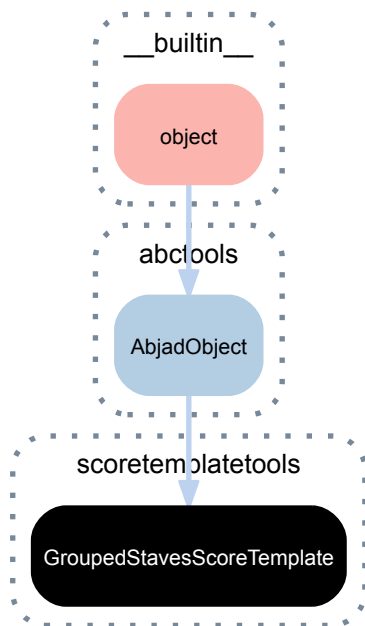 __builtin__
object
abctools
AbjadObject
scoretemplatetools
GroupedStavesScoreTemplate